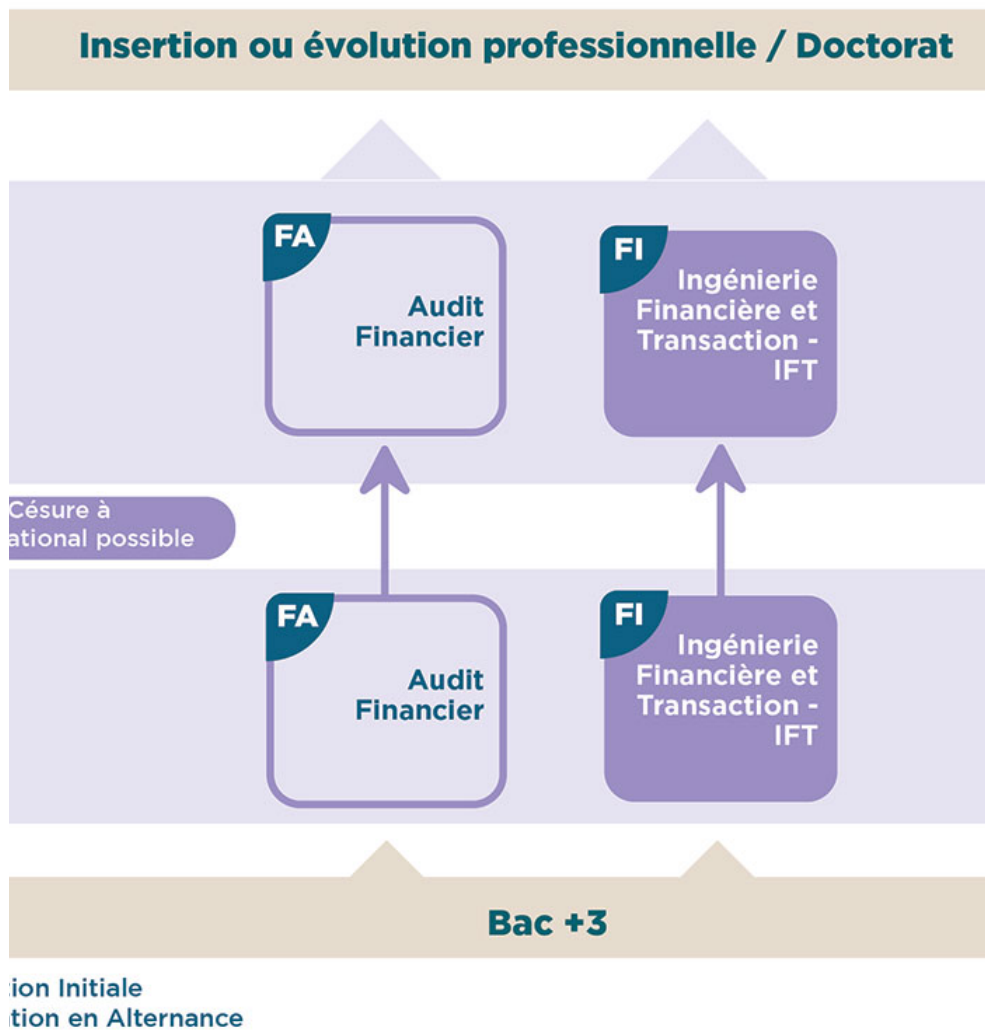 Insertion ou évolution professionnelle / Doctorat
FA
Audit
Financier
FI
Ingénierie
Financière et
Transaction -
IFT
Césure à
ational possible
FA
Audit
Financier
FI
Ingénierie
Financière et
Transaction -
IFT
Bac +3
tion Initiale
tion en Alternance